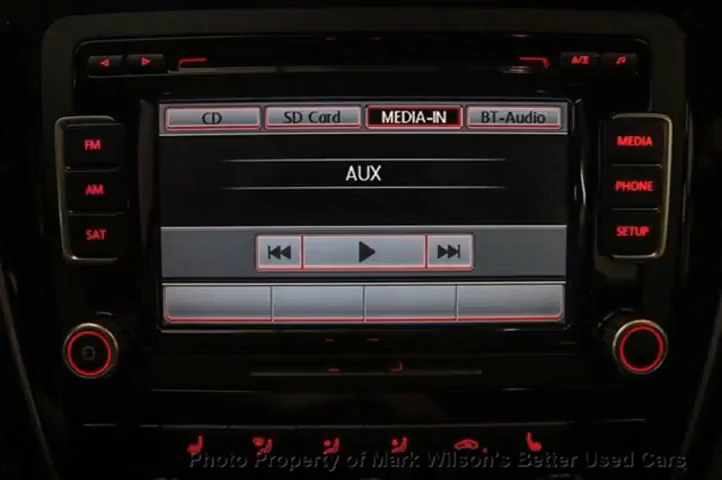 CD SD Card MEDIA-IN BT-Audio
FM MEDIA
AUX
AM PHONE
SAT SETUP
Photo Property of Mark Wilson's Better Used Cars